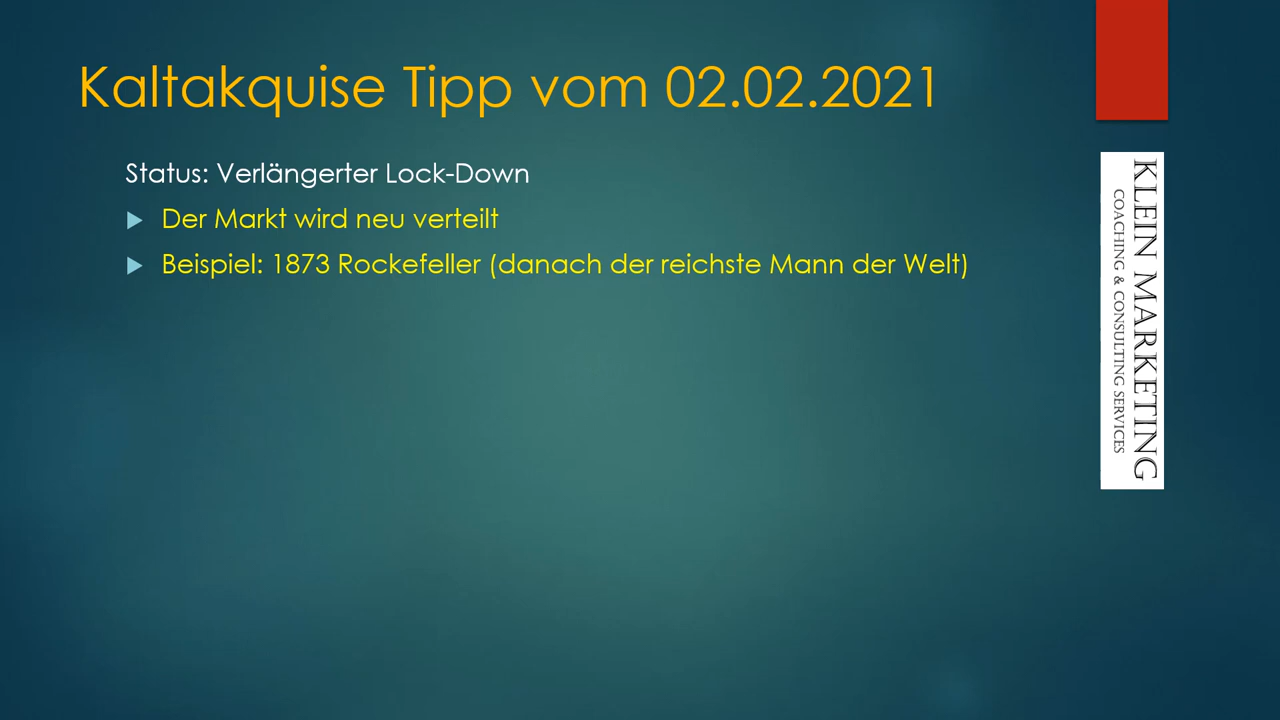 Kaltakquise Tipp vom 02.02.2021
Status: Verlängerter Lock-Down
Der Markt wird neu verteilt
Beispiel: 1873 Rockefeller (danach der reichste Mann der Welt)
KLEIN MARKETING
COACHING & CONSULTING SERVICES